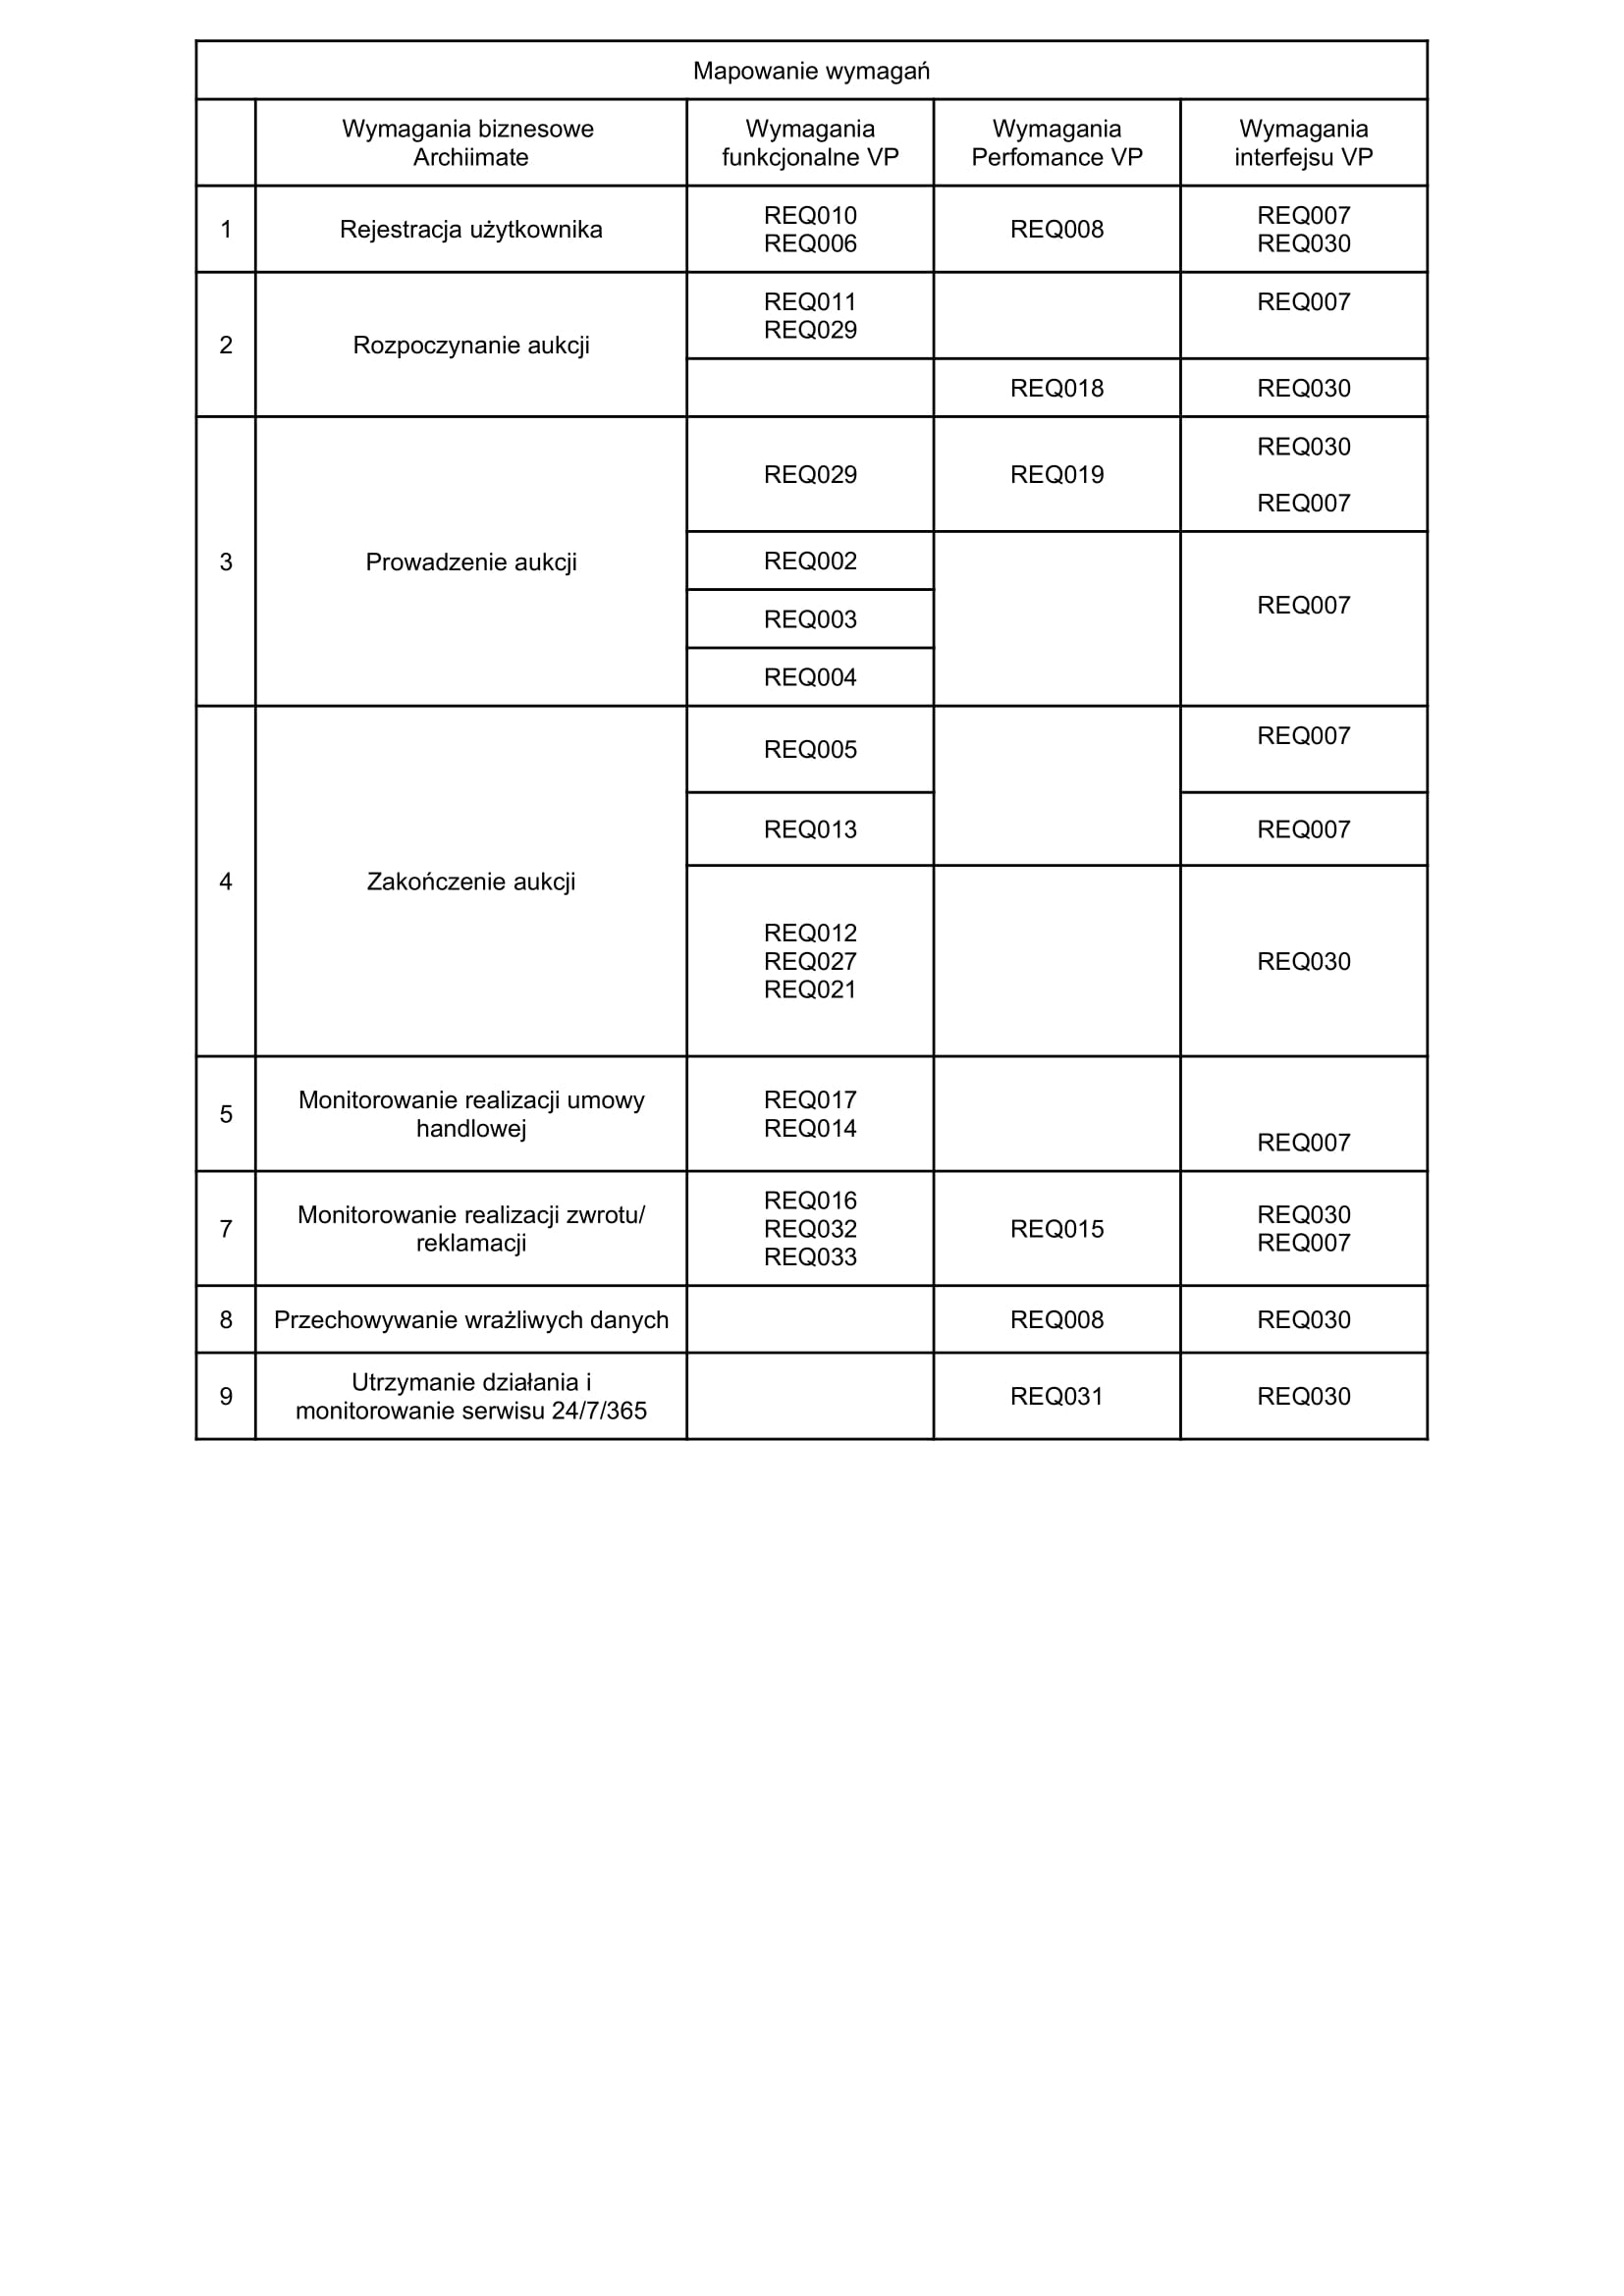 Mapowanie wymagań
Wymagania biznesowe
Archiimate
Wymagania
funkcjonalne VP
Wymagania
Perfomance VP
Wymagania
interfejsu VP
1
Rejestracja użytkownika
REQ010
REQ006
REQ008
REQ007
REQ030
2
Rozpoczynanie aukcji
REQ011
REQ029
REQ007
REQ018
REQ030
3
Prowadzenie aukcji
REQ029
REQ019
REQ030
REQ007
REQ002
REQ003
REQ004
REQ007
4
Zakończenie aukcji
REQ005
REQ007
REQ013
REQ007
REQ012
REQ027
REQ021
REQ030
5
Monitorowanie realizacji umowy
handlowej
REQ017
REQ014
REQ007
7
Monitorowanie realizacji zwrotu/
reklamacji
REQ016
REQ032
REQ033
REQ015
REQ030
REQ007
8
Przechowywanie wrażliwych danych
REQ008
REQ030
9
Utrzymanie działania i
monitorowanie serwisu 24/7/365
REQ031
REQ030